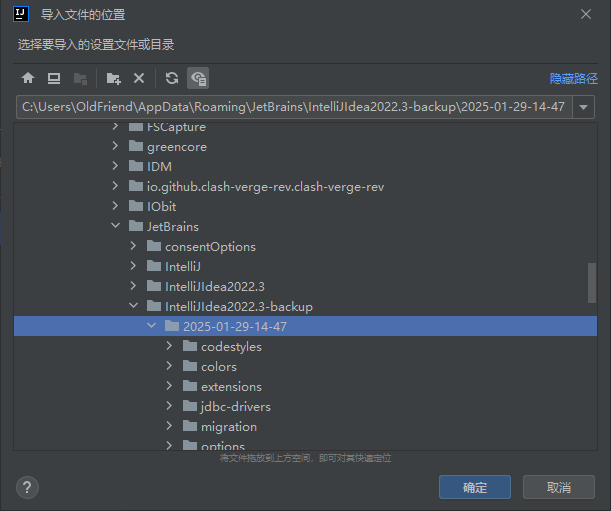 导入文件的位置
选择要导入的设置文件或目录
隐藏路径
C:\Users\OldFriend\AppData\Roaming\JetBrains\IntelliJIdea2022.3-backup\2025-01-29-14-47
FSCapture
greencore
IDM
io.github.clash-verge-rev.clash-verge-rev
IObit
JetBrains
consentOptions
IntelliJ
IntelliJIdea2022.3
IntelliJIdea2022.3-backup
2025-01-29-14-47
codestyles
colors
extensions
jdbc-drivers
migration
options
将文件拖放到上方空间，即可对其快速定位
? 确定 取消